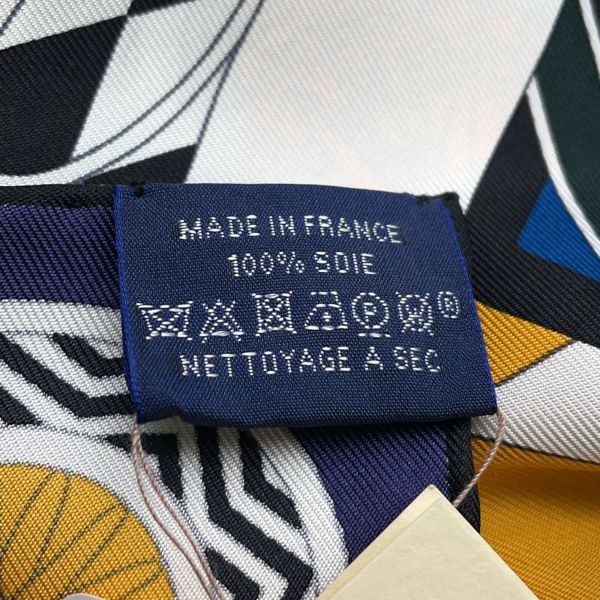 MADE IN FRANCE
100% SOIE
P ®
NETTOYAGE A SEC